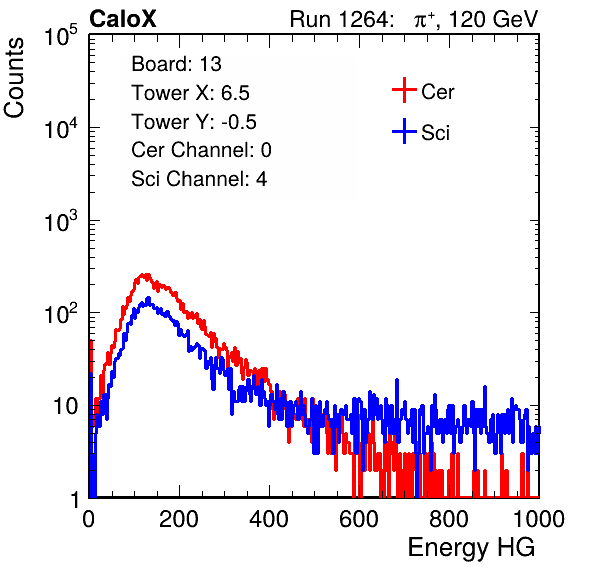 CaloX Run 1264: π⁺, 120 GeV
Counts
Board: 13
Tower X: 6.5
Tower Y: -0.5
Cer Channel: 0
Sci Channel: 4
Cer
Sci
10⁵
10⁴
10³
10²
10
1
0 200 400 600 800 1000
Energy HG